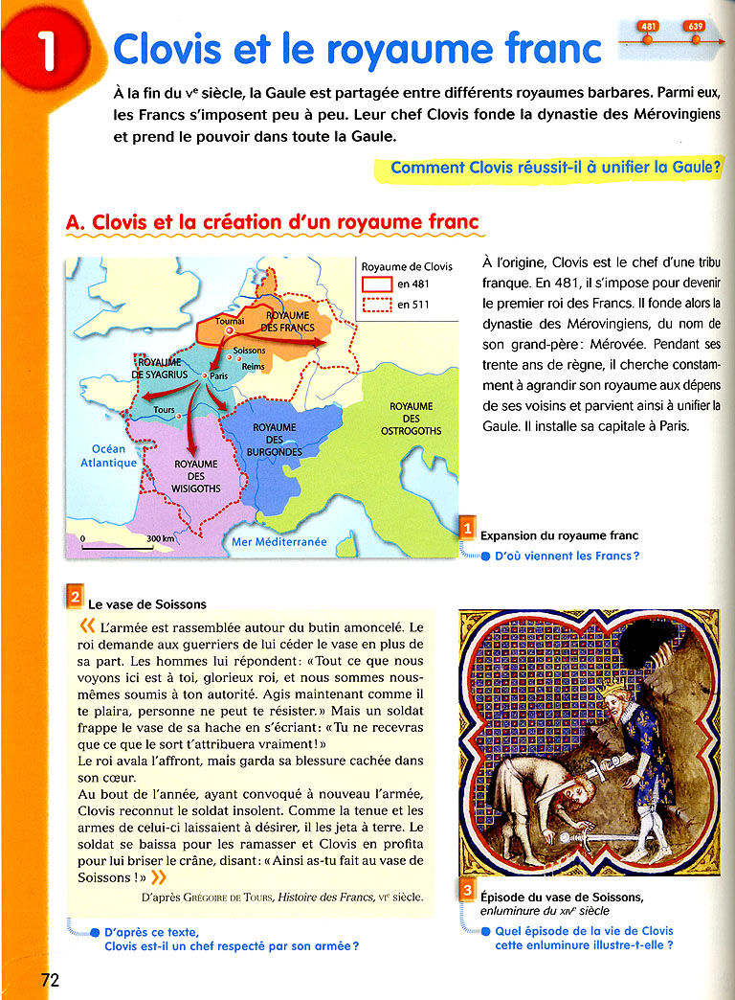 1
Clovis et le royaume franc
481
639
À la fin du Ve siècle, la Gaule est partagée entre différents royaumes barbares. Parmi eux,
les Francs s'imposent peu à peu. Leur chef Clovis fonde la dynastie des Mérovingiens
et prend le pouvoir dans toute la Gaule.
Comment Clovis réussit-il à unifier la Gaule?
A. Clovis et la création d'un royaume franc
Royaume de Clovis
en 481
en 511
Tournai
ROYAUME
DES FRANCS
Soissons
Reims
ROYAUME
DE SYAGRIUS
Paris
Tours
ROYAUME
DES
OSTROGOTHS
ROYAUME
DES
BURGONDES
Océan
Atlantique
ROYAUME
DES
WISIGOTHS
0
300 km
Mer Méditerranée
À l'origine, Clovis est le chef d'une tribu
franque. En 481, il s'impose pour devenir
le premier roi des Francs. Il fonde alors la
dynastie des Mérovingiens, du nom de
son grand-père : Mérovée. Pendant ses
trente ans de règne, il cherche constam-
ment à agrandir son royaume aux dépens
de ses voisins et parvient ainsi à unifier la
Gaule. Il installe sa capitale à Paris.
1
Expansion du royaume franc
D'où viennent les Francs ?
2
Le vase de Soissons
« L'armée est rassemblée autour du butin amoncelé. Le
roi demande aux guerriers de lui céder le vase en plus de
sa part. Les hommes lui répondent : «Tout ce que nous
voyons ici est à toi, glorieux roi, et nous sommes nous-
mêmes soumis à ton autorité. Agis maintenant comme il
te plaira, personne ne peut te résister.» Mais un soldat
frappe le vase de sa hache en s'écriant : «Tu ne recevras
que ce que le sort t'attribuera vraiment !»
Le roi avala l'affront, mais garda sa blessure cachée dans
son cœur.
Au bout de l'année, ayant convoqué à nouveau l'armée,
Clovis reconnut le soldat insolent. Comme la tenue et les
armes de celui-ci laissaient à désirer, il les jeta à terre. Le
soldat se baissa pour les ramasser et Clovis en profita
pour lui briser le crâne, disant : «Ainsi as-tu fait au vase de
Soissons !» »
D'après GRÉGOIRE DE TOURS, Histoire des Francs, VIe siècle.
D'après ce texte,
Clovis est-il un chef respecté par son armée ?
3
Épisode du vase de Soissons,
enluminure du XIVe siècle
Quel épisode de la vie de Clovis
cette enluminure illustre-t-elle ?
72